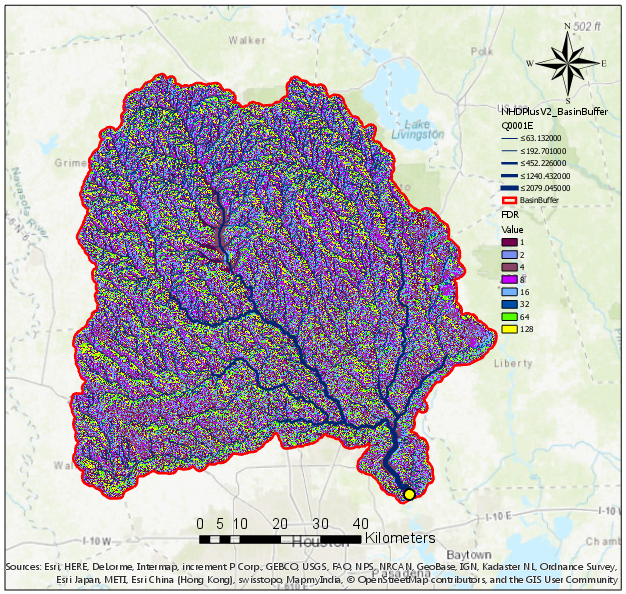 N
502 ft
Walker
Polk
W
E
S
Lake
Livingston
NHDPlusV2_BasinBuffer
Q0001E
≤63.132000
≤192.701000
≤452.226000
≤1240.432000
≤2079.045000
BasinBuffer
FDR
Value
1
2
4
8
16
32
64
128
Grime
Navasota River
Liberty
0 5 10 20 30 40
Kilometers
I-10 W
I-10 E
I-10 W
Houston
Baytown
Chamb
Sources: Esri, HERE, DeLorme, Intermap, increment P Corp., GEBCO, USGS, FAO, NPS, NRCAN, GeoBase, IGN, Kadaster NL, Ordnance Survey,
Esri Japan, METI, Esri China (Hong Kong), swisstopo, MapmyIndia, © OpenStreetMap contributors, and the GIS User Community
Pasadena
I-610 E